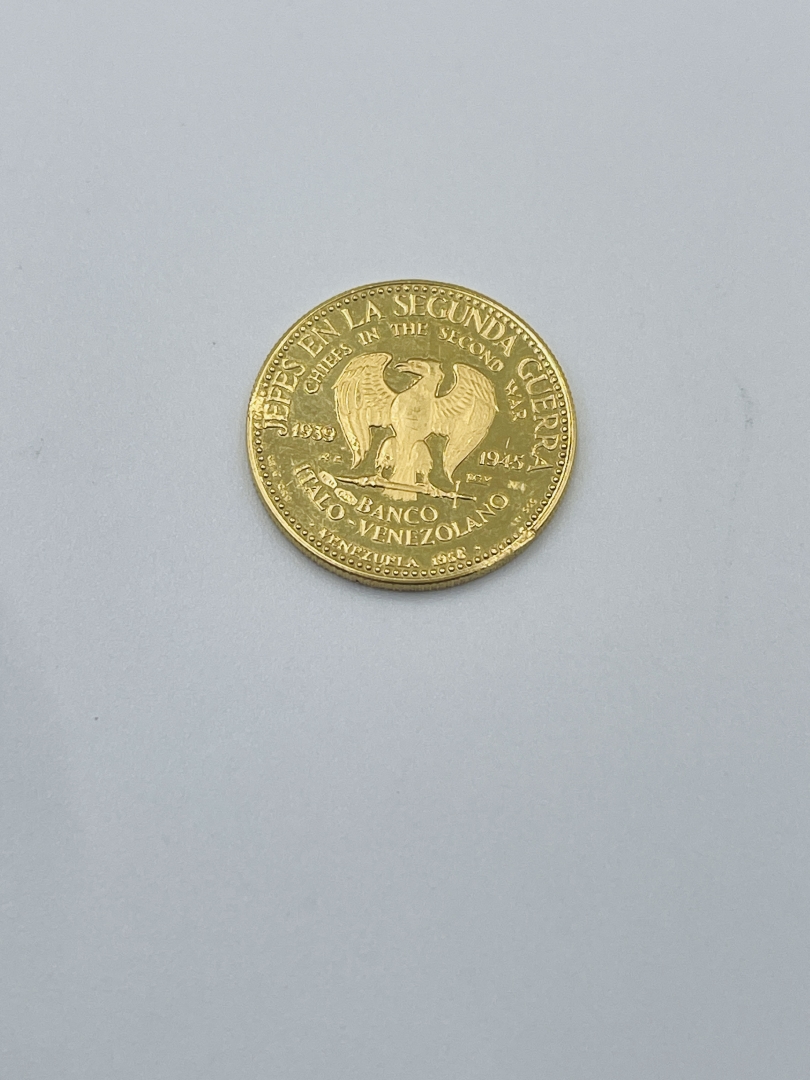 JEFES EN LA SEGUNDA GUERRA
CHIEFS IN THE SECOND WAR
1939
1945
BANCO
ITALO-VENEZOLANO
VENEZUELA